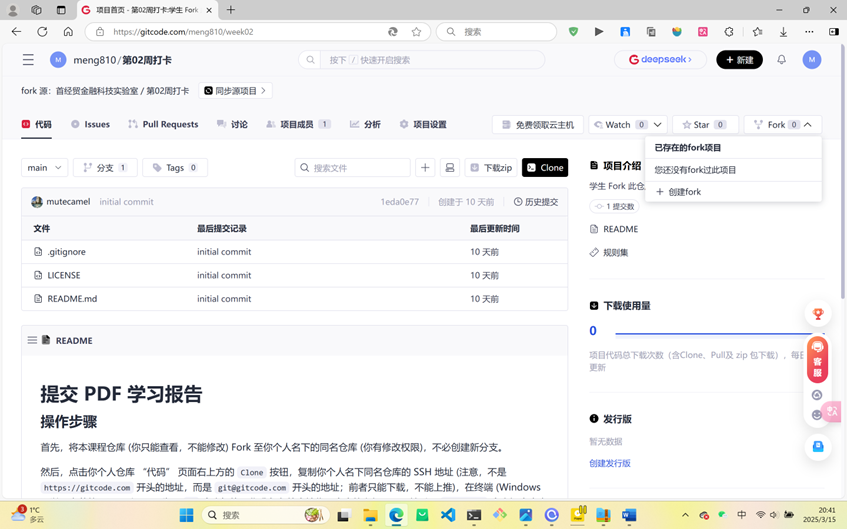 项目首页 - 第02周打卡:学生 Fork
https://gitcode.com/meng810/week02
搜索
M
meng810/第02周打卡
按下 / 快速开启搜索
deepseek
+ 新建
M
fork 源：首经贸金融科技实验室 / 第02周打卡
同步源项目
代码
Issues
Pull Requests
讨论
项目成员 1
分析
项目设置
免费领取云主机
Watch 0
Star 0
Fork 0
已存在的fork项目
您还没有fork过此项目
创建fork
main
分支 1
Tags 0
搜索文件
下载zip
Clone
mutecamel initial commit
1eda0e77
创建于 10 天前
历史提交
文件 最后提交记录 最后更新时间
.gitignore initial commit 10 天前
LICENSE initial commit 10 天前
README.md initial commit 10 天前
README
提交 PDF 学习报告
操作步骤
首先，将本课程仓库 (你只能查看，不能修改) Fork 至你个人名下的同名仓库 (你有修改权限)，不必创建新分支。
然后，点击你个人仓库 “代码” 页面右上方的 Clone 按钮，复制你个人名下同名仓库的 SSH 地址 (注意，不是
https://gitcode.com 开头的地址，而是 git@gitcode.com 开头的地址；前者只能下载，不能上推)，在终端 (Windows
项目介绍
学生 Fork 此仓
1 提交数
README
规则集
下载使用量
0
项目代码总下载次数（含Clone、Pull及 zip 包下载），每日
更新
发行版
暂无数据
创建发行版
客
服
3
1°C
多云
搜索
中
20:41
2025/3/15